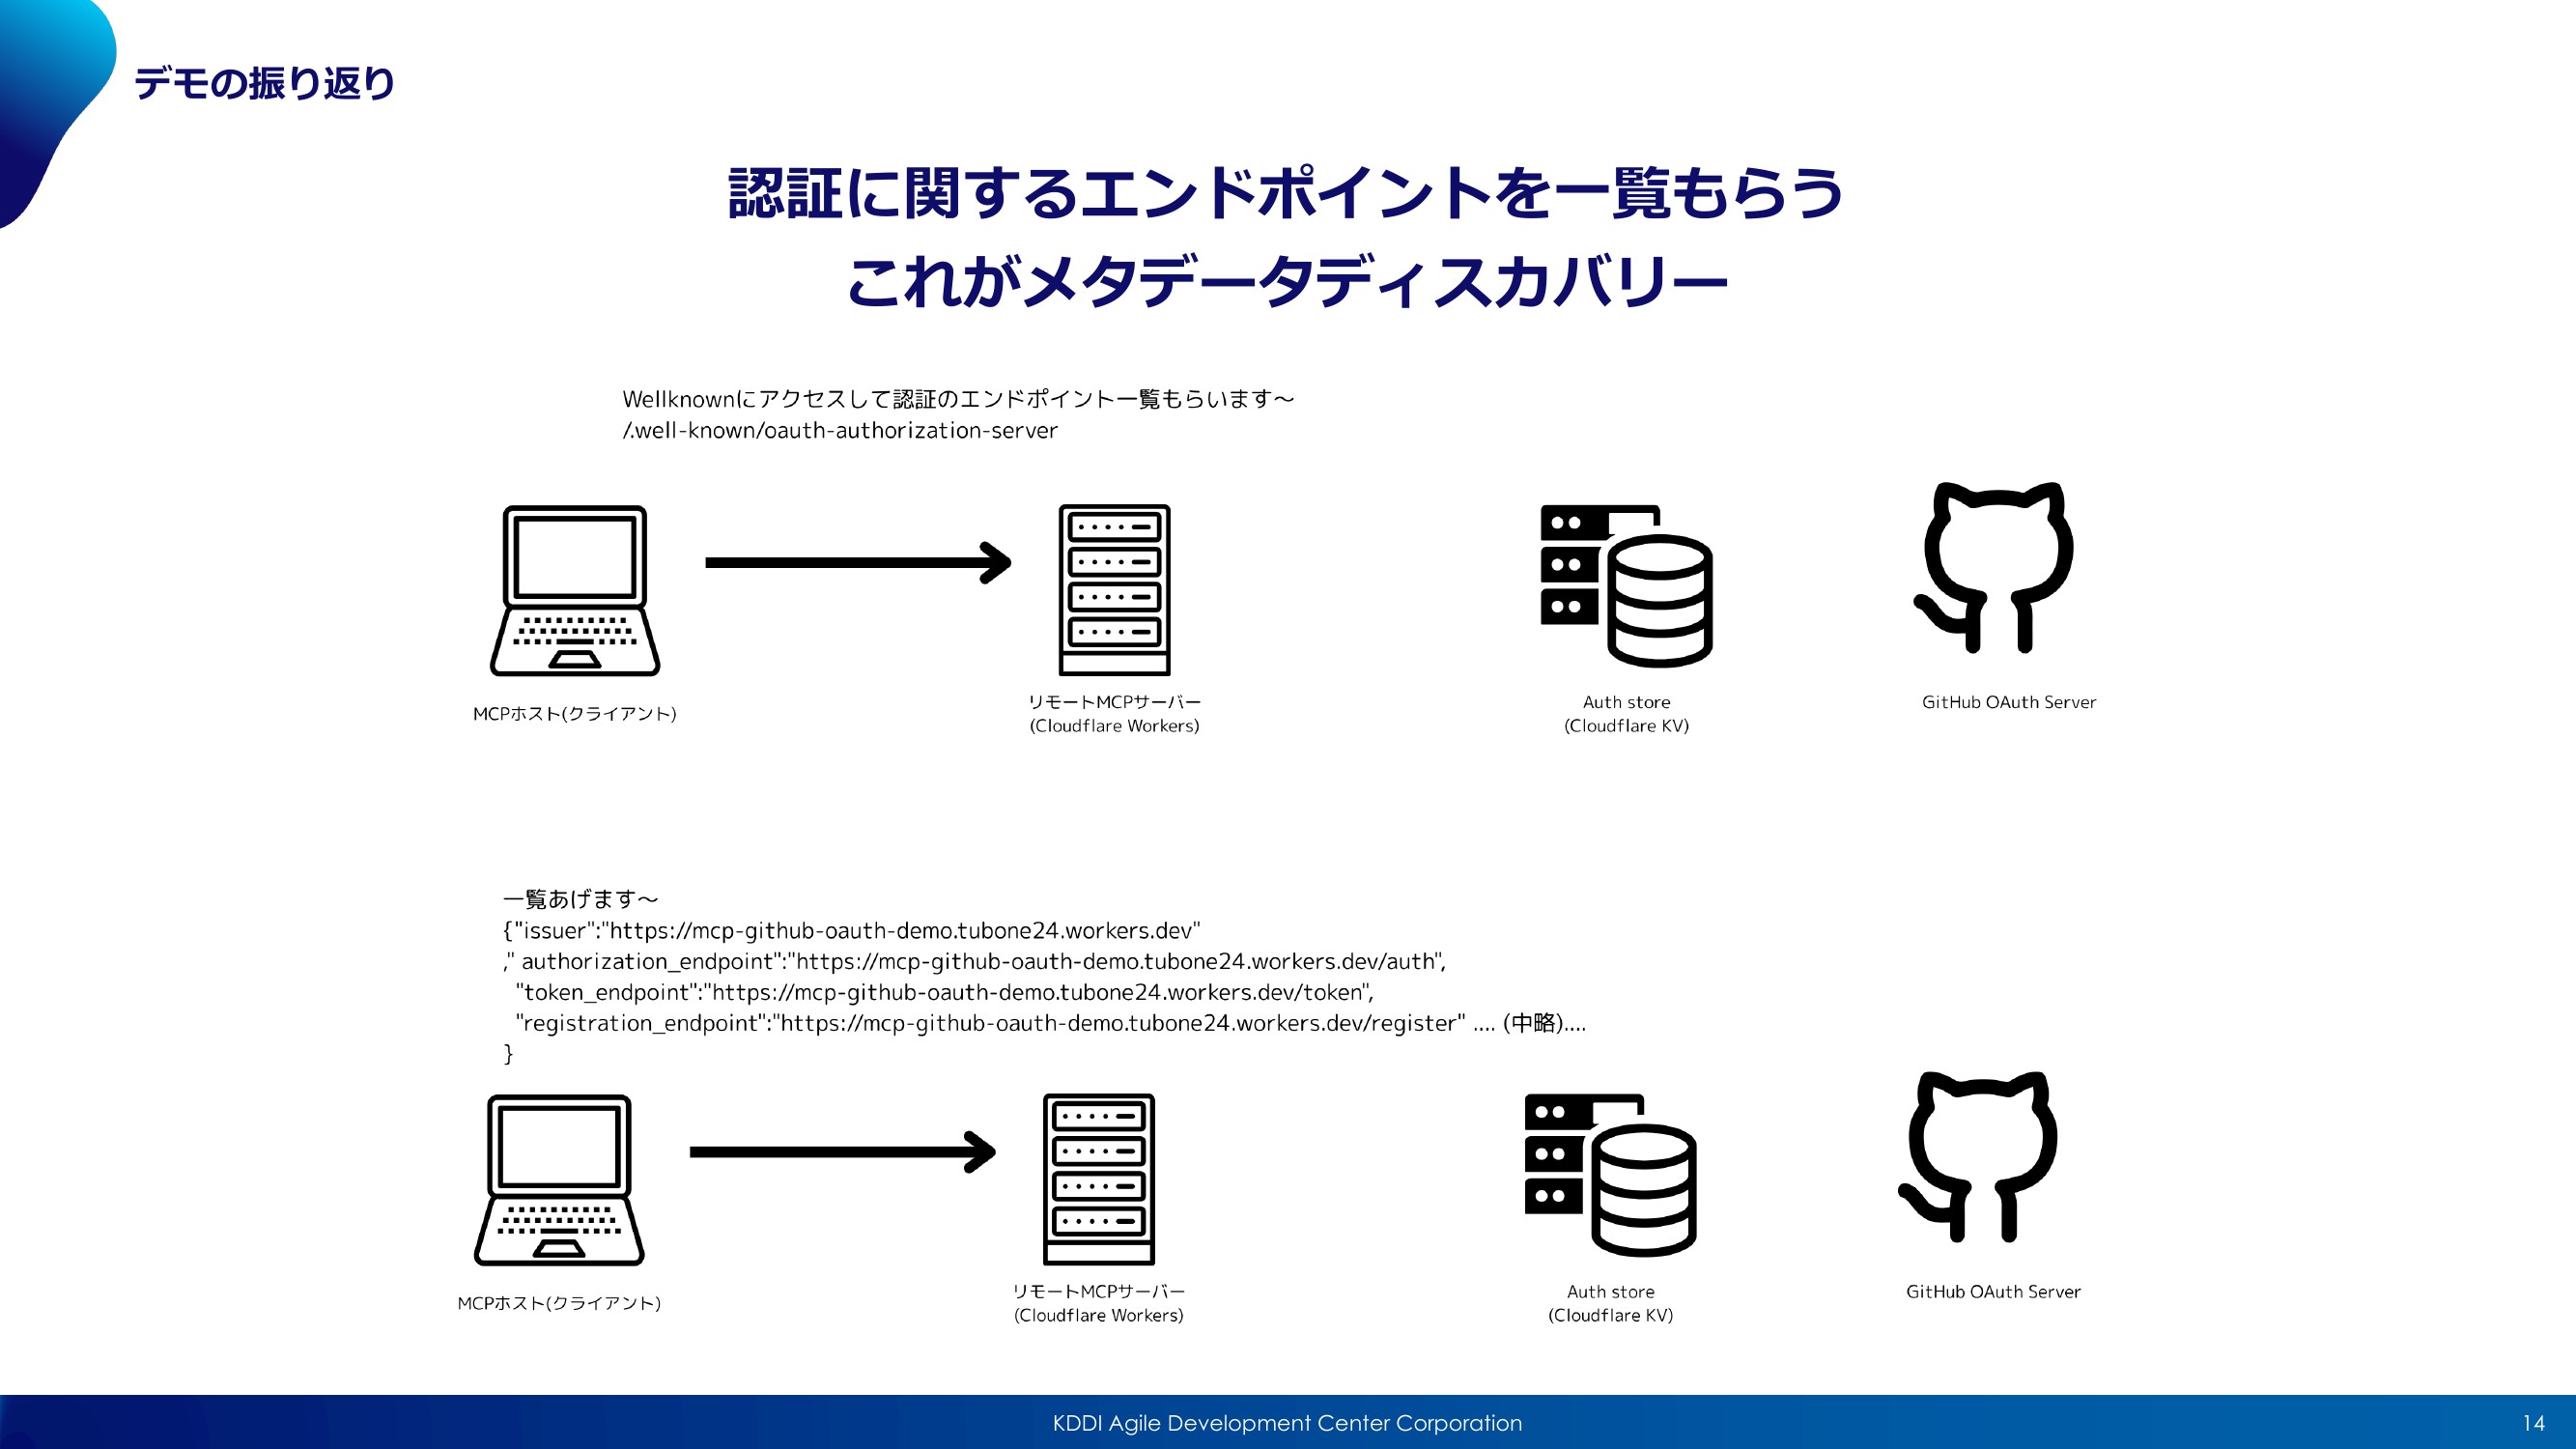 デモの振り返り
認証に関するエンドポイントを一覧もらう
これがメタデータディスカバリー
Wellknownにアクセスして認証のエンドポイント一覧もらいます～
/.well-known/oauth-authorization-server
MCPホスト(クライアント)
リモートMCPサーバー
(Cloudflare Workers)
Auth store
(Cloudflare KV)
GitHub OAuth Server
一覧あげます～
{"issuer":"https://mcp-github-oauth-demo.tubone24.workers.dev"
," authorization_endpoint":"https://mcp-github-oauth-demo.tubone24.workers.dev/auth",
"token_endpoint":"https://mcp-github-oauth-demo.tubone24.workers.dev/token",
"registration_endpoint":"https://mcp-github-oauth-demo.tubone24.workers.dev/register" .... (中略)....
}
MCPホスト(クライアント)
リモートMCPサーバー
(Cloudflare Workers)
Auth store
(Cloudflare KV)
GitHub OAuth Server
KDDI Agile Development Center Corporation
14